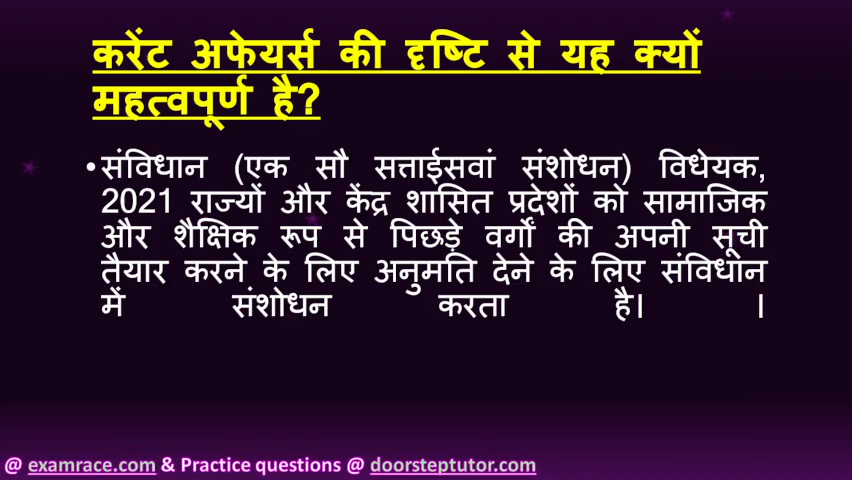 करेंट अफेयर्स की दृष्टि से यह क्यों
महत्वपूर्ण है?
•संविधान (एक सौ सत्ताईसवां संशोधन) विधेयक,
2021 राज्यों और केंद्र शासित प्रदेशों को सामाजिक
और शैक्षिक रूप से पिछड़े वर्गों की अपनी सूची
तैयार करने के लिए अनुमति देने के लिए संविधान
में संशोधन करता है। ।
@ examrace.com & Practice questions @ doorsteptutor.com